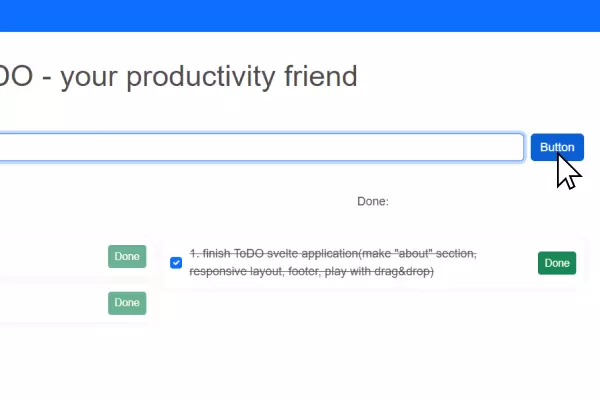 DO - your productivity friend
Button
Done:
Done
1. finish ToDO svelte application(make "about" section,
responsive layout, footer, play with drag&drop)
Done
Done